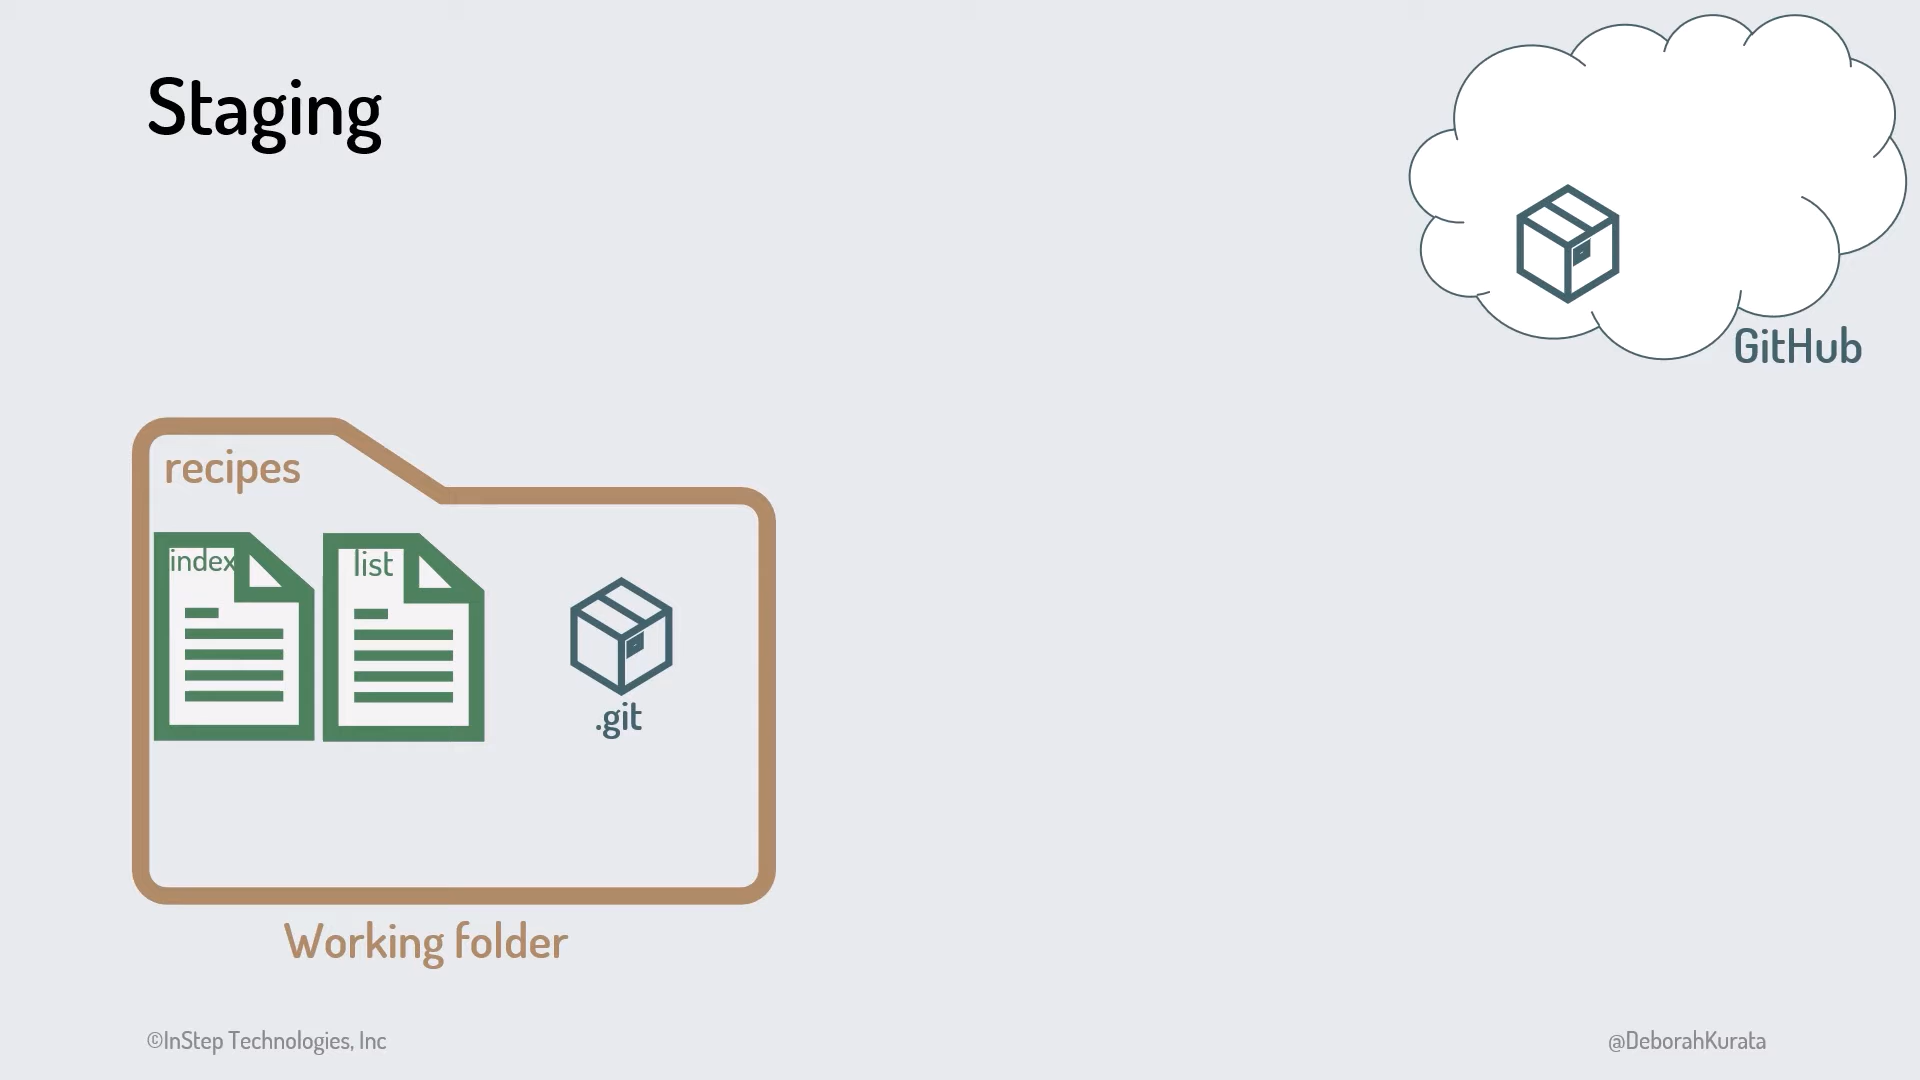 Staging
GitHub
recipes
index
list
.git
Working folder
©InStep Technologies, Inc
@DeborahKurata